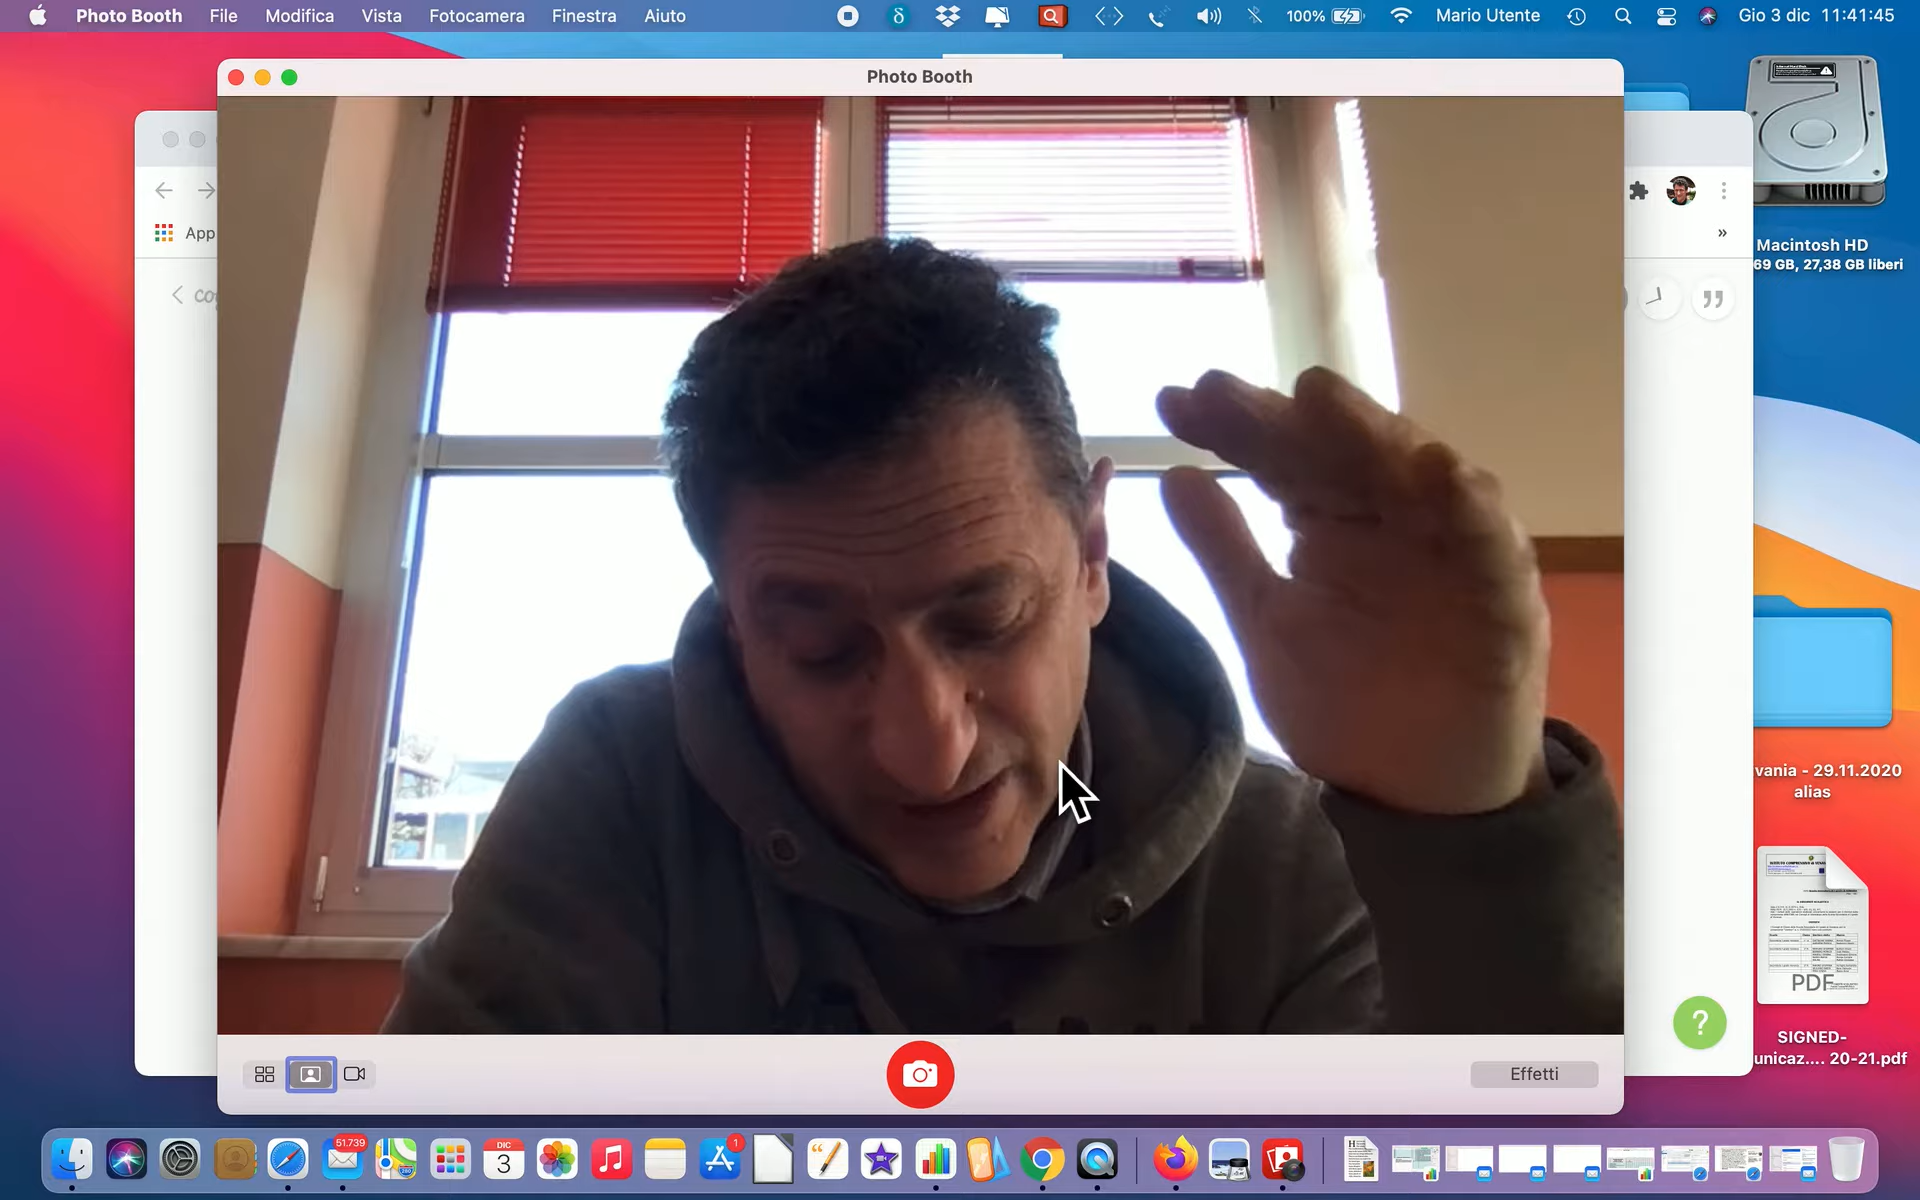 Photo Booth File Modifica Vista Fotocamera Finestra Aiuto 100% Mario Utente Gio 3 dic 11:41:45
Photo Booth
App
Macintosh HD
69 GB, 27,38 GB liberi
vania - 29.11.2020
alias
PDF
SIGNED-
unicaz.... 20-21.pdf
?
Effetti
51.739
DIC
3
1